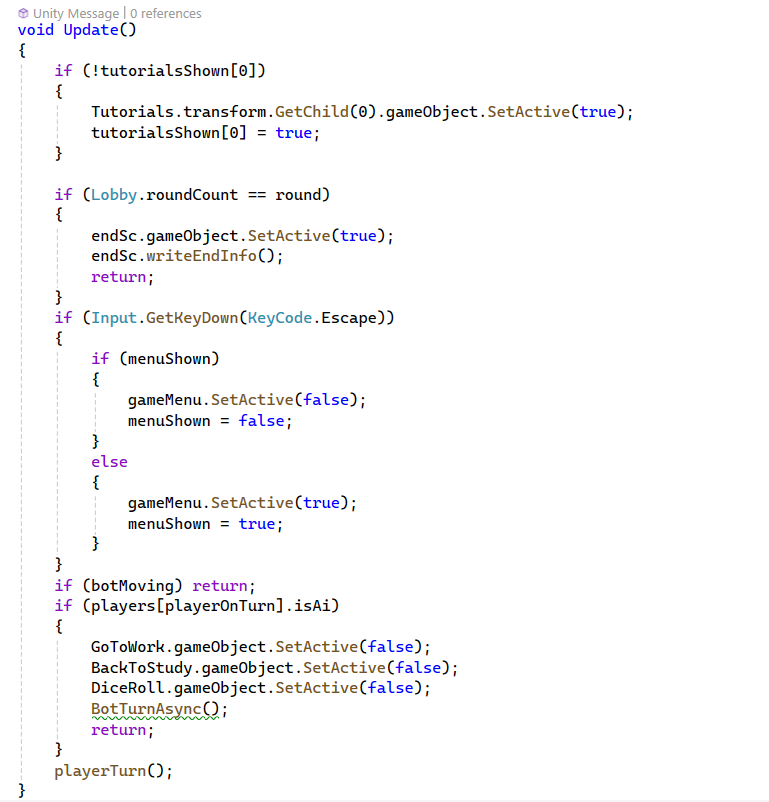 Unity Message | 0 references
void Update()
{
    if (!tutorialsShown[0])
    {
        Tutorials.transform.GetChild(0).gameObject.SetActive(true);
        tutorialsShown[0] = true;
    }

    if (Lobby.roundCount == round)
    {
        endSc.gameObject.SetActive(true);
        endSc.writeEndInfo();
        return;
    }
    if (Input.GetKeyDown(KeyCode.Escape))
    {
        if (menuShown)
        {
            gameMenu.SetActive(false);
            menuShown = false;
        }
        else
        {
            gameMenu.SetActive(true);
            menuShown = true;
        }
    }
    if (botMoving) return;
    if (players[playerOnTurn].isAi)
    {
        GoToWork.gameObject.SetActive(false);
        BackToStudy.gameObject.SetActive(false);
        DiceRoll.gameObject.SetActive(false);
        BotTurnAsync();
        return;
    }
    playerTurn();
}